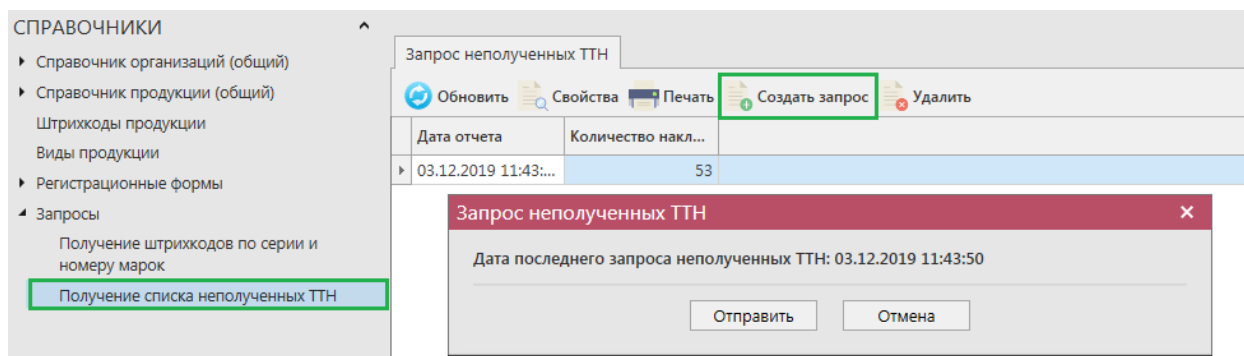 СПРАВОЧНИКИ
Справочник организаций (общий)
Справочник продукции (общий)
Штрихкоды продукции
Виды продукции
Регистрационные формы
Запросы
Получение штрихкодов по серии и
номеру марок
Получение списка неполученных ТТН
Запрос неполученных ТТН
Обновить Свойства Печать Создать запрос Удалить
Дата отчета Количество накл...
03.12.2019 11:43:... 53
Запрос неполученных ТТН
Дата последнего запроса неполученных ТТН: 03.12.2019 11:43:50
Отправить Отмена